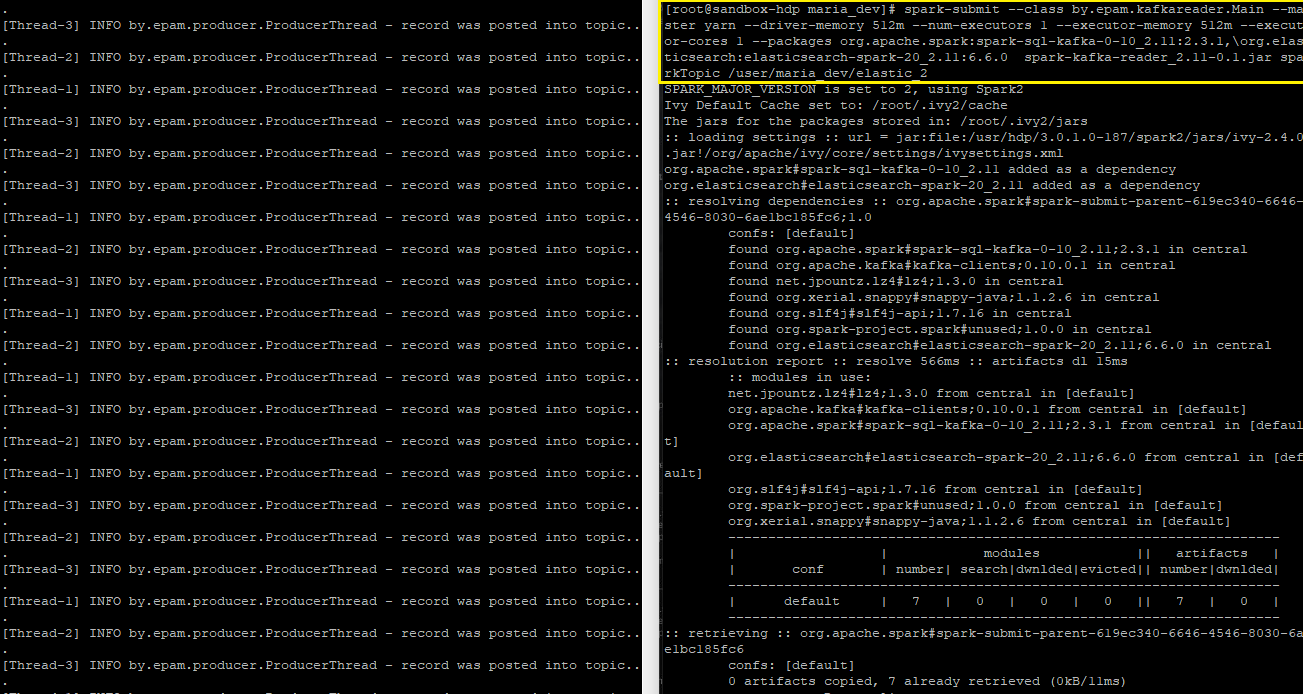 .
[Thread-3] INFO by.epam.producer.ProducerThread - record was posted into topic..
.
[Thread-2] INFO by.epam.producer.ProducerThread - record was posted into topic..
.
[Thread-1] INFO by.epam.producer.ProducerThread - record was posted into topic..
.
[Thread-3] INFO by.epam.producer.ProducerThread - record was posted into topic..
.
[Thread-2] INFO by.epam.producer.ProducerThread - record was posted into topic..
.
[Thread-3] INFO by.epam.producer.ProducerThread - record was posted into topic..
.
[Thread-1] INFO by.epam.producer.ProducerThread - record was posted into topic..
.
[Thread-2] INFO by.epam.producer.ProducerThread - record was posted into topic..
.
[Thread-3] INFO by.epam.producer.ProducerThread - record was posted into topic..
.
[Thread-1] INFO by.epam.producer.ProducerThread - record was posted into topic..
.
[Thread-2] INFO by.epam.producer.ProducerThread - record was posted into topic..
.
[Thread-1] INFO by.epam.producer.ProducerThread - record was posted into topic..
.
[Thread-3] INFO by.epam.producer.ProducerThread - record was posted into topic..
.
[Thread-2] INFO by.epam.producer.ProducerThread - record was posted into topic..
.
[Thread-1] INFO by.epam.producer.ProducerThread - record was posted into topic..
.
[Thread-3] INFO by.epam.producer.ProducerThread - record was posted into topic..
.
[Thread-2] INFO by.epam.producer.ProducerThread - record was posted into topic..
.
[Thread-3] INFO by.epam.producer.ProducerThread - record was posted into topic..
.
[Thread-1] INFO by.epam.producer.ProducerThread - record was posted into topic..
.
[Thread-2] INFO by.epam.producer.ProducerThread - record was posted into topic..
.
[Thread-3] INFO by.epam.producer.ProducerThread - record was posted into topic..
.
[root@sandbox-hdp maria_dev]# spark-submit --class by.epam.kafkareader.Main --ma
ster yarn --driver-memory 512m --num-executors 1 --executor-memory 512m --execut
or-cores 1 --packages org.apache.spark:spark-sql-kafka-0-10_2.11:2.3.1,\org.elas
ticsearch:elasticsearch-spark-20_2.11:6.6.0  spark-kafka-reader_2.11-0.1.jar spa
rkTopic /user/maria_dev/elastic_2
SPARK_MAJOR_VERSION is set to 2, using Spark2
Ivy Default Cache set to: /root/.ivy2/cache
The jars for the packages stored in: /root/.ivy2/jars
:: loading settings :: url = jar:file:/usr/hdp/3.0.1.0-187/spark2/jars/ivy-2.4.0
.jar!/org/apache/ivy/core/settings/ivysettings.xml
org.apache.spark#spark-sql-kafka-0-10_2.11 added as a dependency
org.elasticsearch#elasticsearch-spark-20_2.11 added as a dependency
:: resolving dependencies :: org.apache.spark#spark-submit-parent-619ec340-6646-
4546-8030-6ae1bc185fc6;1.0
confs: [default]
found org.apache.spark#spark-sql-kafka-0-10_2.11;2.3.1 in central
found org.apache.kafka#kafka-clients;0.10.0.1 in central
found net.jpountz.lz4#lz4;1.3.0 in central
found org.xerial.snappy#snappy-java;1.1.2.6 in central
found org.slf4j#slf4j-api;1.7.16 in central
found org.spark-project.spark#unused;1.0.0 in central
found org.elasticsearch#elasticsearch-spark-20_2.11;6.6.0 in central
:: resolution report :: resolve 566ms :: artifacts dl 15ms
:: modules in use:
net.jpountz.lz4#lz4;1.3.0 from central in [default]
org.apache.kafka#kafka-clients;0.10.0.1 from central in [default]
org.apache.spark#spark-sql-kafka-0-10_2.11;2.3.1 from central in [defaul
t]
org.elasticsearch#elasticsearch-spark-20_2.11;6.6.0 from central in [def
ault]
org.slf4j#slf4j-api;1.7.16 from central in [default]
org.spark-project.spark#unused;1.0.0 from central in [default]
org.xerial.snappy#snappy-java;1.1.2.6 from central in [default]
---------------------------------------------------------------------
|                  |            modules            ||   artifacts   |
|       conf       | number| search|dwnlded|evicted|| number|dwnlded|
---------------------------------------------------------------------
|      default     |   7   |   0   |   0   |   0   ||   7   |   0   |
---------------------------------------------------------------------
:: retrieving :: org.apache.spark#spark-submit-parent-619ec340-6646-4546-8030-6a
e1bc185fc6
confs: [default]
0 artifacts copied, 7 already retrieved (0kB/11ms)